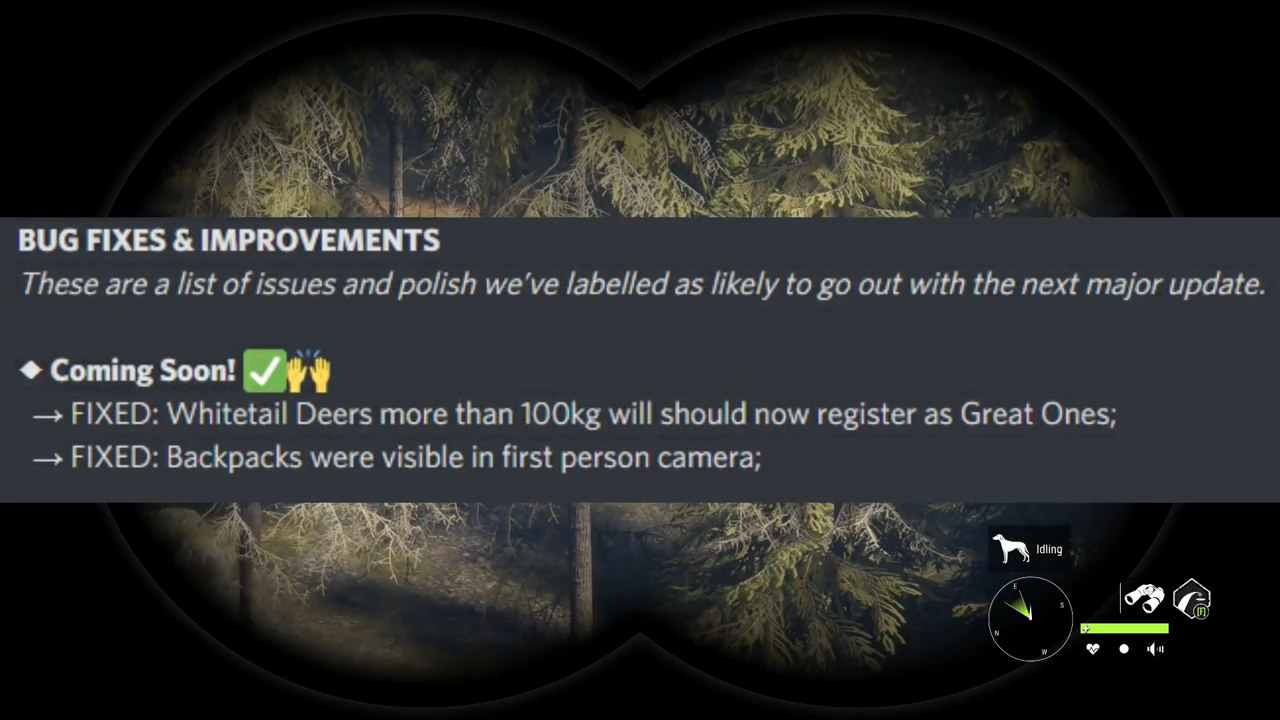 BUG FIXES & IMPROVEMENTS
These are a list of issues and polish we've labelled as likely to go out with the next major update.
◆ Coming Soon! ✅🙌
→ FIXED: Whitetail Deers more than 100kg will should now register as Great Ones;
→ FIXED: Backpacks were visible in first person camera;
Idling
E
S
N
W
[F]